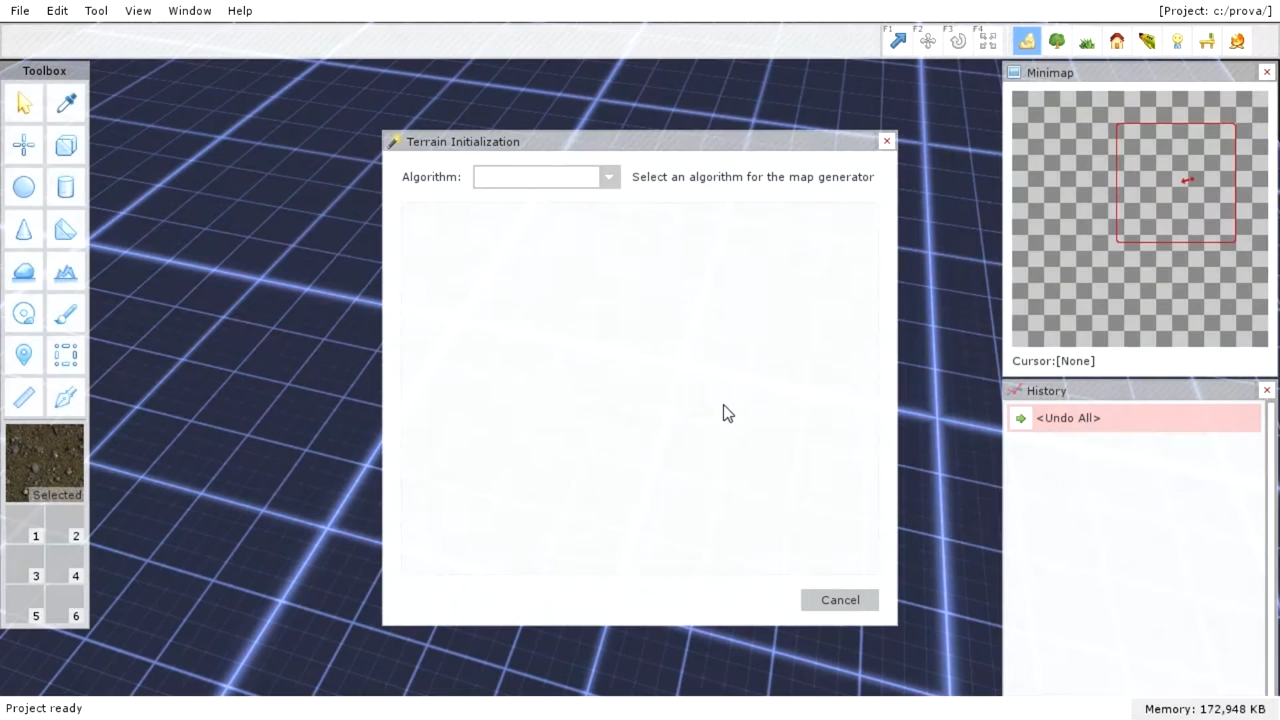 File Edit Tool View Window Help [Project: c:/prova/]
F1 F2 F3 F4
Toolbox
Minimap
Terrain Initialization
Algorithm: Select an algorithm for the map generator
Cursor:[None]
History
<Undo All>
Selected
1 2
3 4
5 6
Cancel
Project ready Memory: 172,948 KB